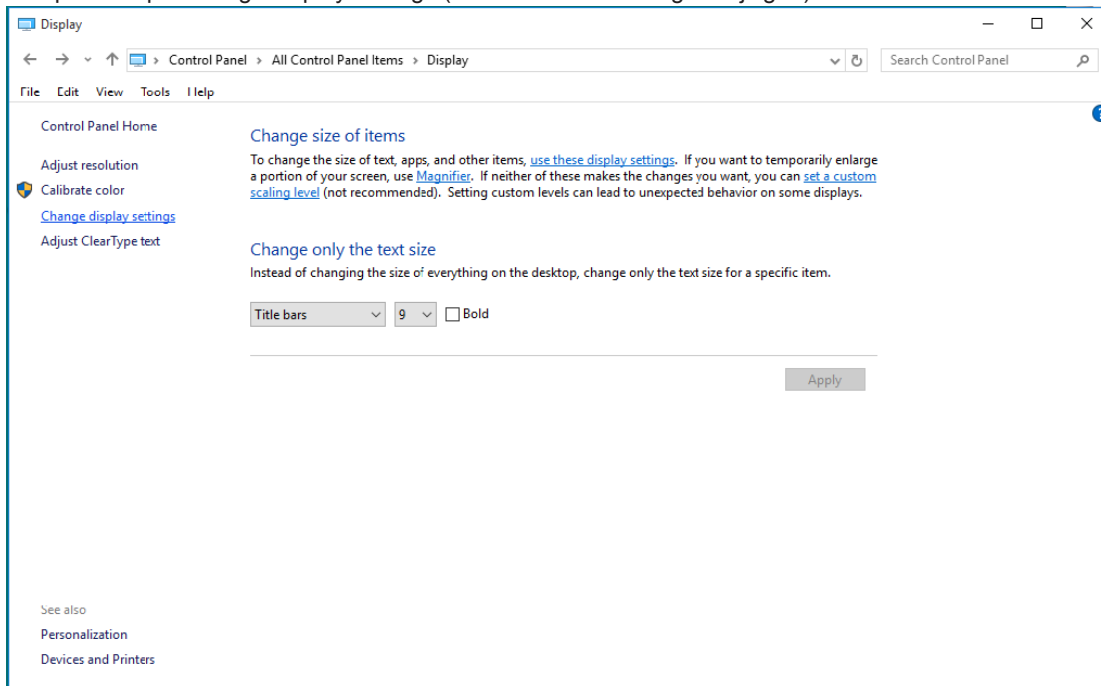 Display
Control Panel > All Control Panel Items > Display
Search Control Panel
File Edit View Tools Help
Control Panel Home
Adjust resolution
Calibrate color
Change display settings
Adjust ClearType text
Change size of items
To change the size of text, apps, and other items, use these display settings. If you want to temporarily enlarge
a portion of your screen, use Magnifier. If neither of these makes the changes you want, you can set a custom
scaling level (not recommended). Setting custom levels can lead to unexpected behavior on some displays.
Change only the text size
Instead of changing the size of everything on the desktop, change only the text size for a specific item.
Title bars 9 Bold
Apply
See also
Personalization
Devices and Printers